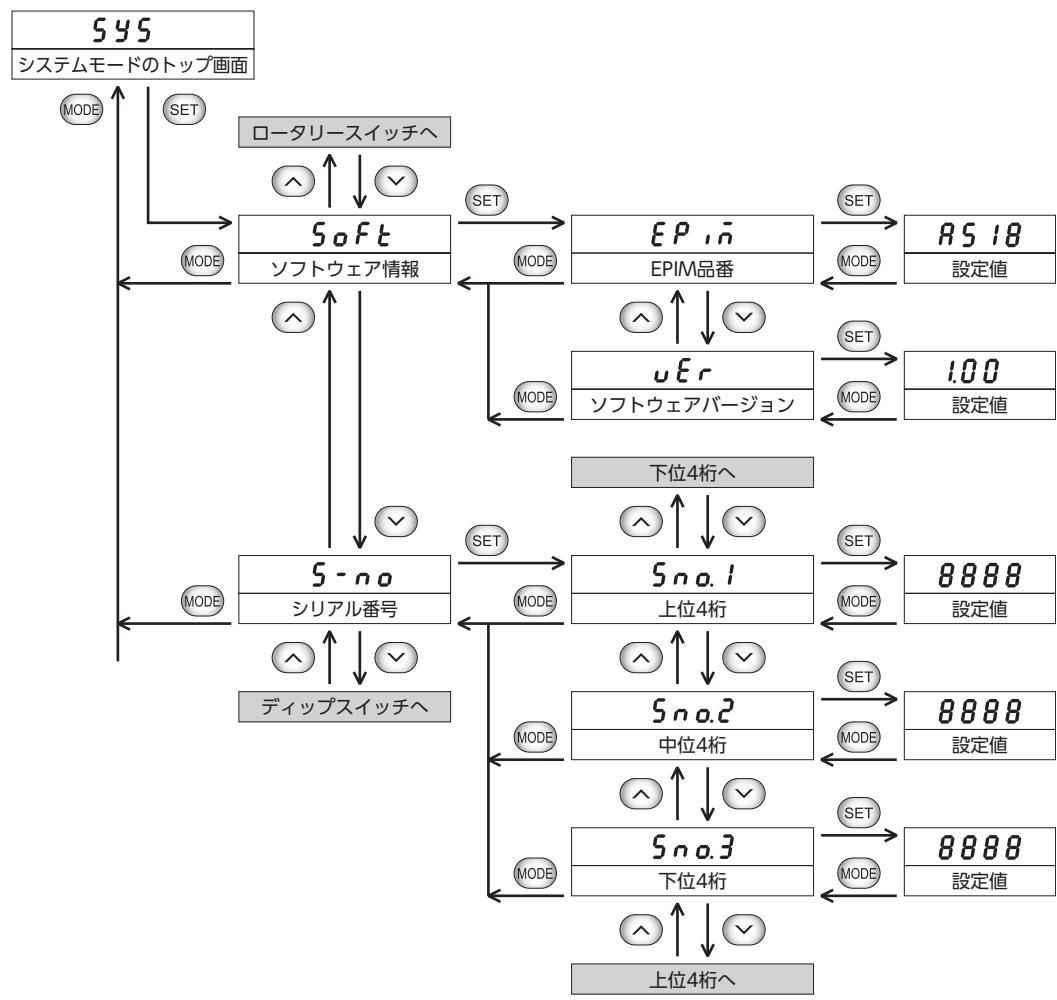 SYS
システムモードのトップ画面
MODE
SET
ロータリースイッチへ
SET
SET
SoFt
ソフトウェア情報
EPim
EPIM品番
AS18
設定値
MODE
MODE
MODE
SET
vEr
ソフトウェアバージョン
1.00
設定値
MODE
MODE
下位4桁へ
SET
SET
S-no
シリアル番号
Sno.1
上位4桁
8888
設定値
MODE
MODE
MODE
SET
ディップスイッチへ
Sno.2
中位4桁
8888
設定値
MODE
MODE
SET
Sno.3
下位4桁
8888
設定値
MODE
MODE
上位4桁へ